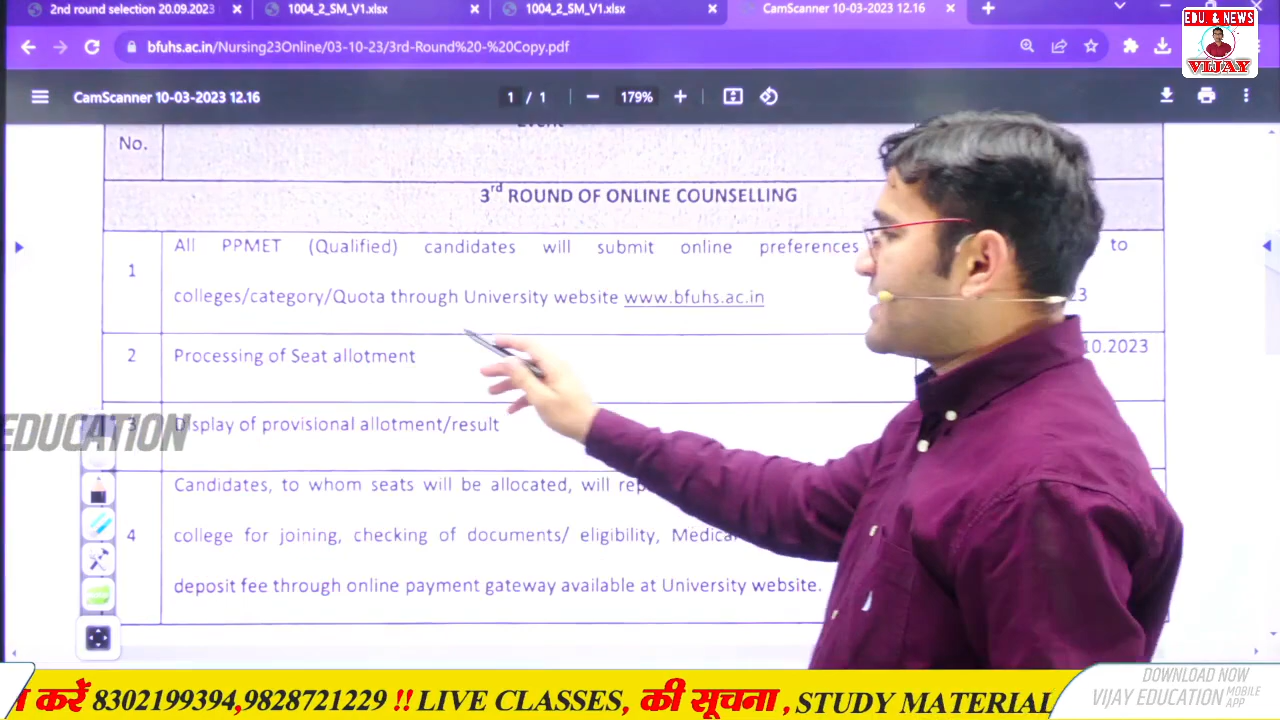 2nd round selection 20.09.2023
1004_2_SM_V1.xlsx
1004_2_SM_V1.xlsx
CamScanner 10-03-2023 12.16
bfuhs.ac.in/Nursing23Online/03-10-23/3rd-Round%20-%20Copy.pdf
EDU. & NEWS
VIJAY
CamScanner 10-03-2023 12.16
1 / 1
179%
Event
No.
3rd ROUND OF ONLINE COUNSELLING
1
All PPMET (Qualified) candidates will submit online preferences to
colleges/category/Quota through University website www.bfuhs.ac.in
23
2
Processing of Seat allotment
10.2023
3
Display of provisional allotment/result
EDUCATION
4
Candidates, to whom seats will be allocated, will
college for joining, checking of documents/ eligibility,
deposit fee through online payment gateway available at University website.
करें 8302199394,9828721229 !! LIVE CLASSES, की सूचना , STUDY MATERIAL
DOWNLOAD NOW
VIJAY EDUCATION MOBILE APP